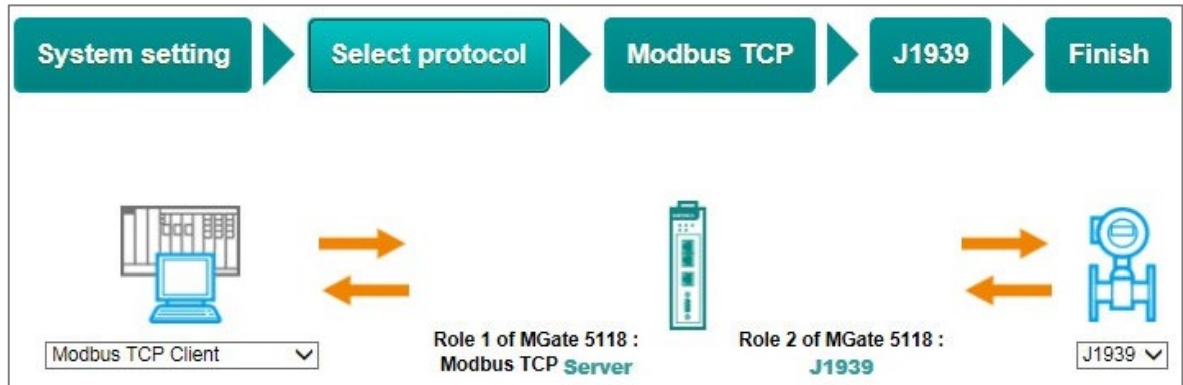 System setting
Select protocol
Modbus TCP
J1939
Finish
Role 1 of MGate 5118 :
Modbus TCP Server
Role 2 of MGate 5118 :
J1939
Modbus TCP Client
J1939